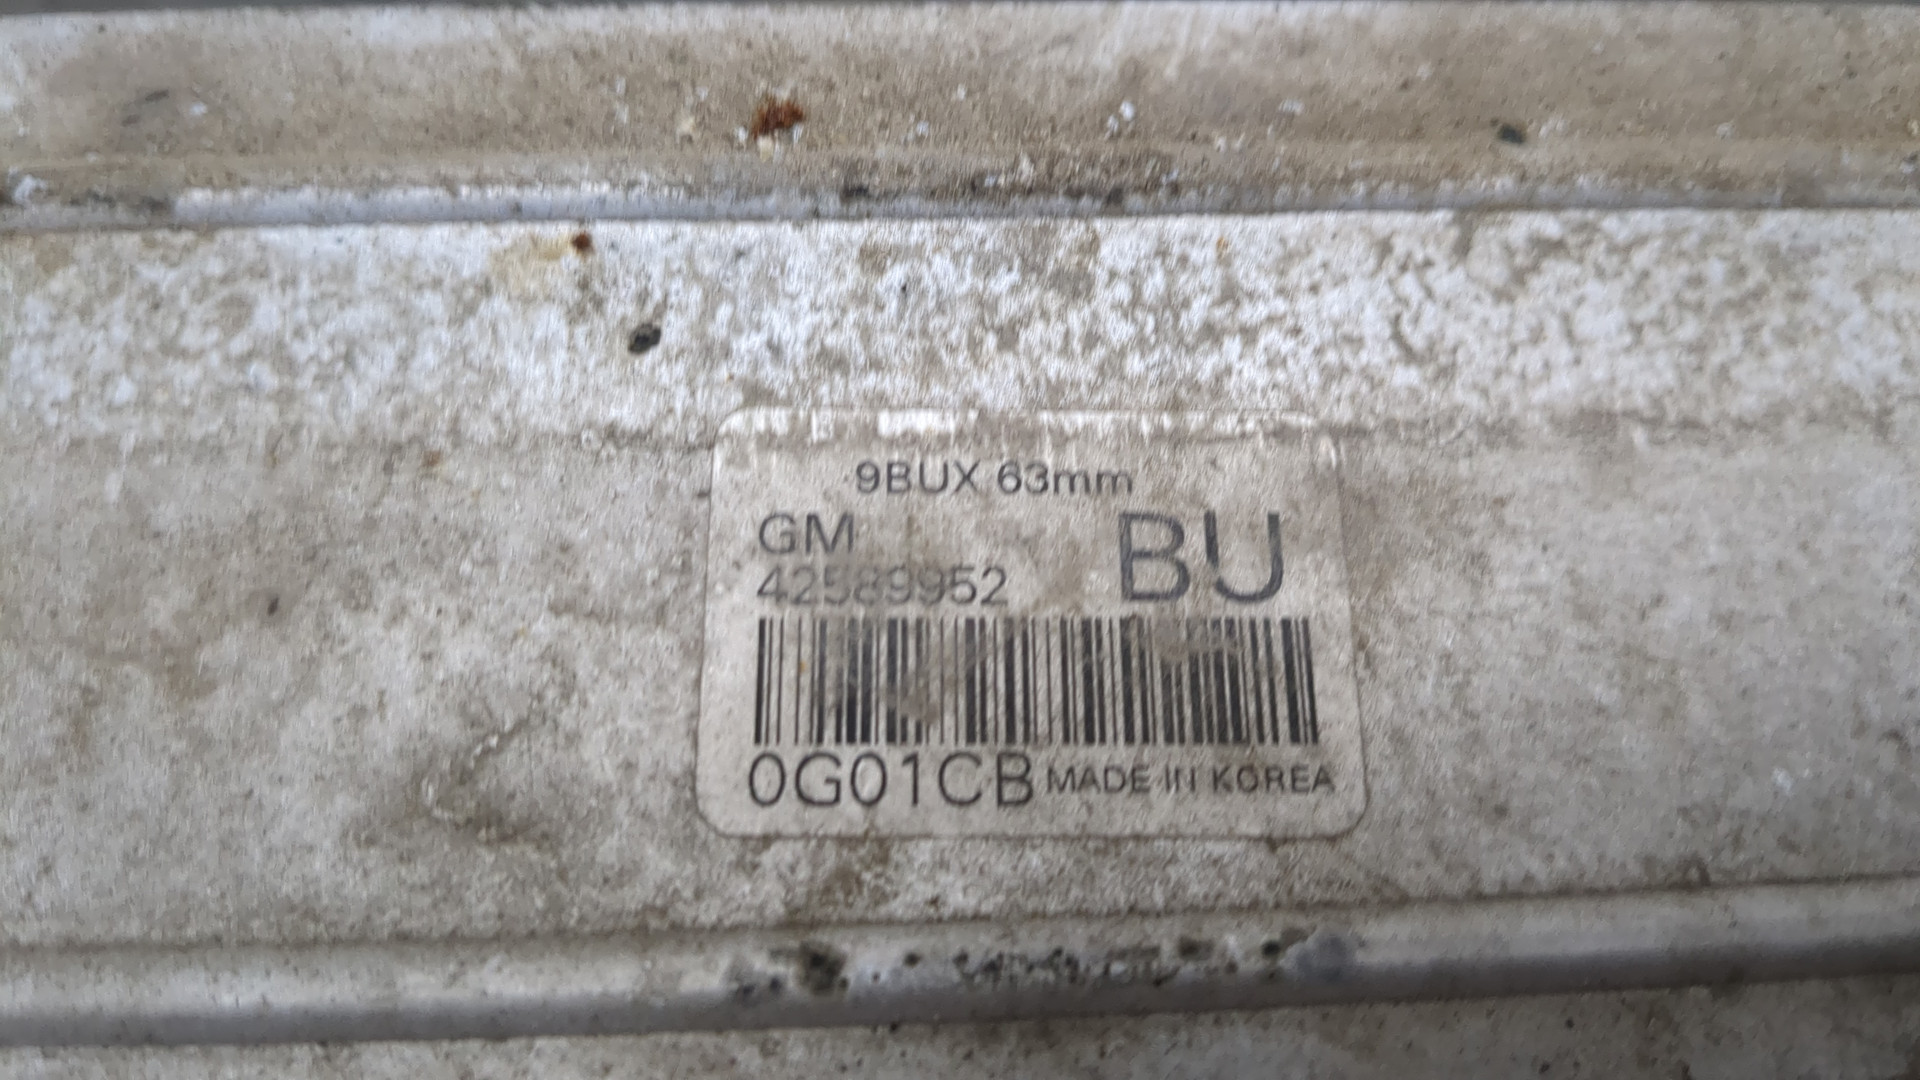 9BUX 63mm
GM
BU
42589952
0G01CB MADE IN KOREA